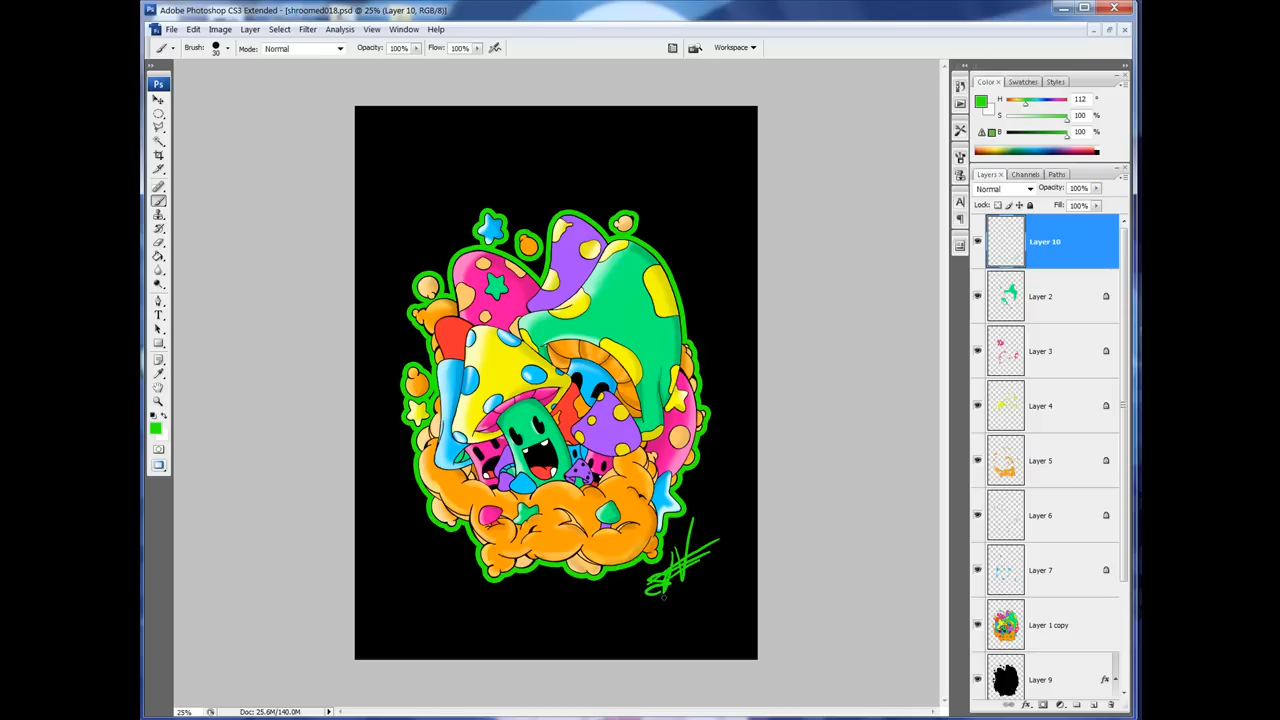 Adobe Photoshop CS3 Extended - [shroomed018.psd @ 25% (Layer 10, RGB/8)]
File Edit Image Layer Select Filter Analysis View Window Help
Brush: 30 Mode: Normal Opacity: 100% Flow: 100% Workspace
Ps
Color Swatches Styles
H 112 °
S 100 %
B 100 %
Layers Channels Paths
Normal Opacity: 100%
Lock: Fill: 100%
Layer 10
Layer 2
Layer 3
Layer 4
Layer 5
Layer 6
Layer 7
Layer 1 copy
Layer 9 fx
25% Doc: 25.6M/140.0M